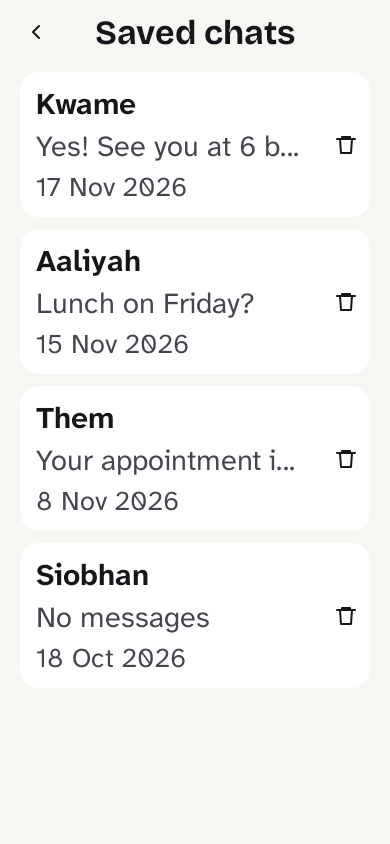 Saved chats
Kwame
Yes! See you at 6 b...
17 Nov 2026
Aaliyah
Lunch on Friday?
15 Nov 2026
Them
Your appointment i...
8 Nov 2026
Siobhan
No messages
18 Oct 2026